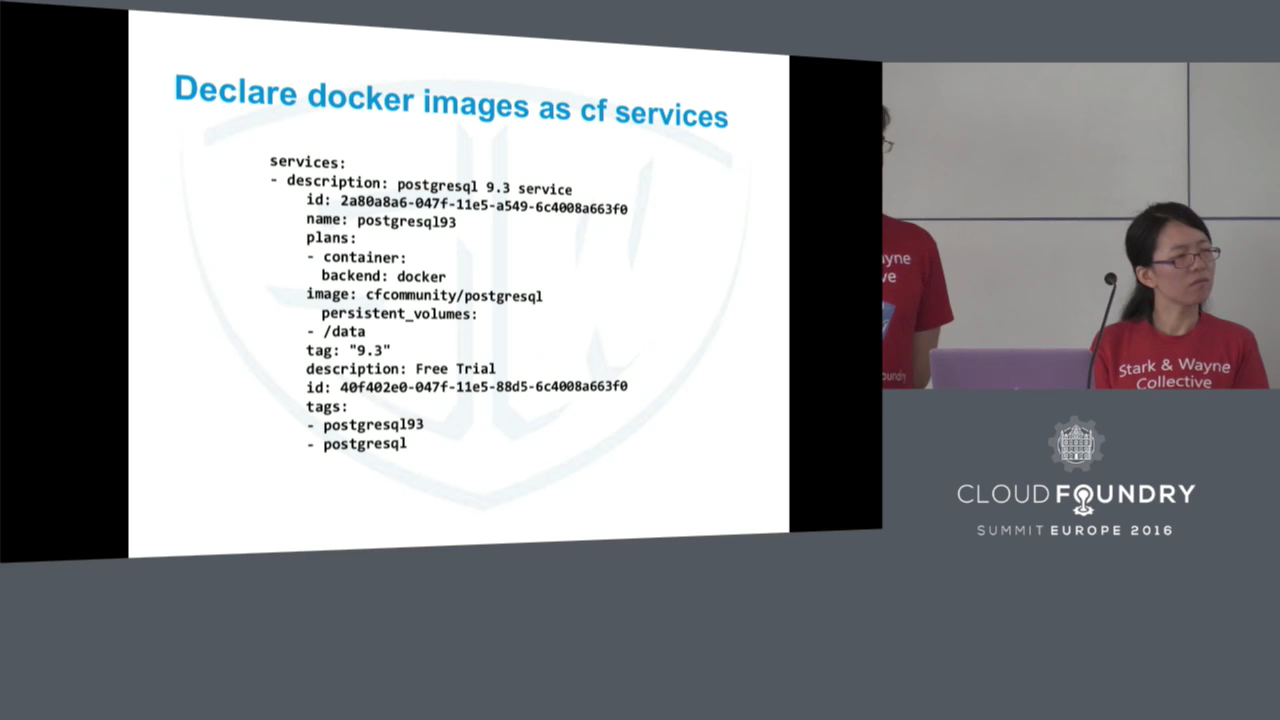 Declare docker images as cf services
services:
- description: postgresql 9.3 service
id: 2a80a8a6-047f-11e5-a549-6c4008a663f0
name: postgresql93
plans:
- container:
backend: docker
image: cfcommunity/postgresql
persistent_volumes:
- /data
tag: "9.3"
description: Free Trial
id: 40f402e0-047f-11e5-88d5-6c4008a663f0
tags:
- postgresql93
- postgresql
Stark & Wayne
Collective
CLOUD FOUNDRY
SUMMIT EUROPE 2016